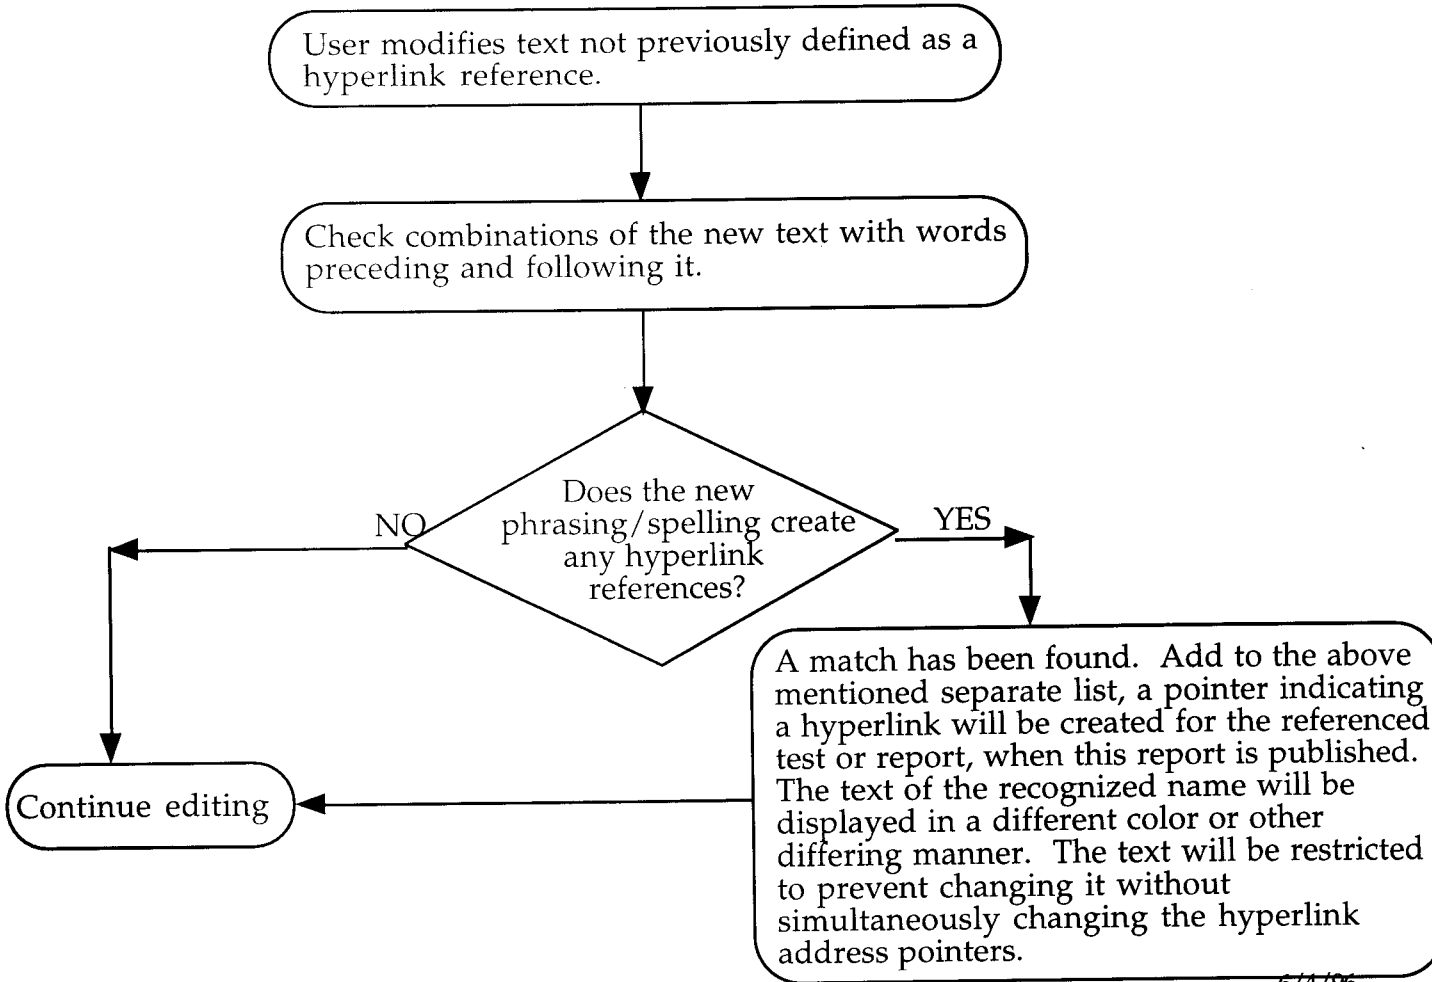 User modifies text not previously defined as a
hyperlink reference.
Check combinations of the new text with words
preceding and following it.
Does the new
phrasing/spelling create
any hyperlink
references?
NO
YES
A match has been found. Add to the above
mentioned separate list, a pointer indicating
a hyperlink will be created for the referenced
test or report, when this report is published.
The text of the recognized name will be
displayed in a different color or other
differing manner. The text will be restricted
to prevent changing it without
simultaneously changing the hyperlink
address pointers.
Continue editing